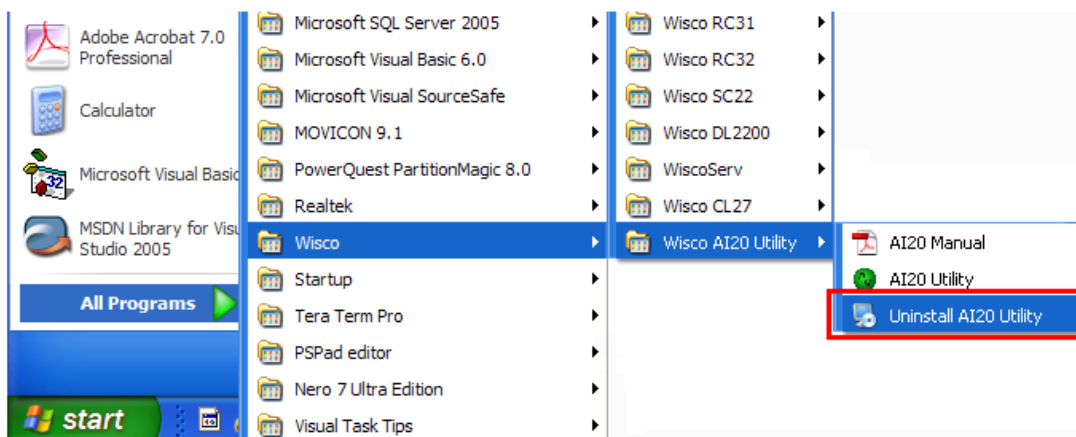 Adobe Acrobat 7.0
Professional
Calculator
Microsoft Visual Basic
MSDN Library for Visu
Studio 2005
All Programs
start
Microsoft SQL Server 2005
Microsoft Visual Basic 6.0
Microsoft Visual SourceSafe
MOVICON 9.1
PowerQuest PartitionMagic 8.0
Realtek
Wisco
Startup
Tera Term Pro
PSPad editor
Nero 7 Ultra Edition
Visual Task Tips
Wisco RC31
Wisco RC32
Wisco SC22
Wisco DL2200
WiscoServ
Wisco CL27
Wisco AI20 Utility
AI20 Manual
AI20 Utility
Uninstall AI20 Utility